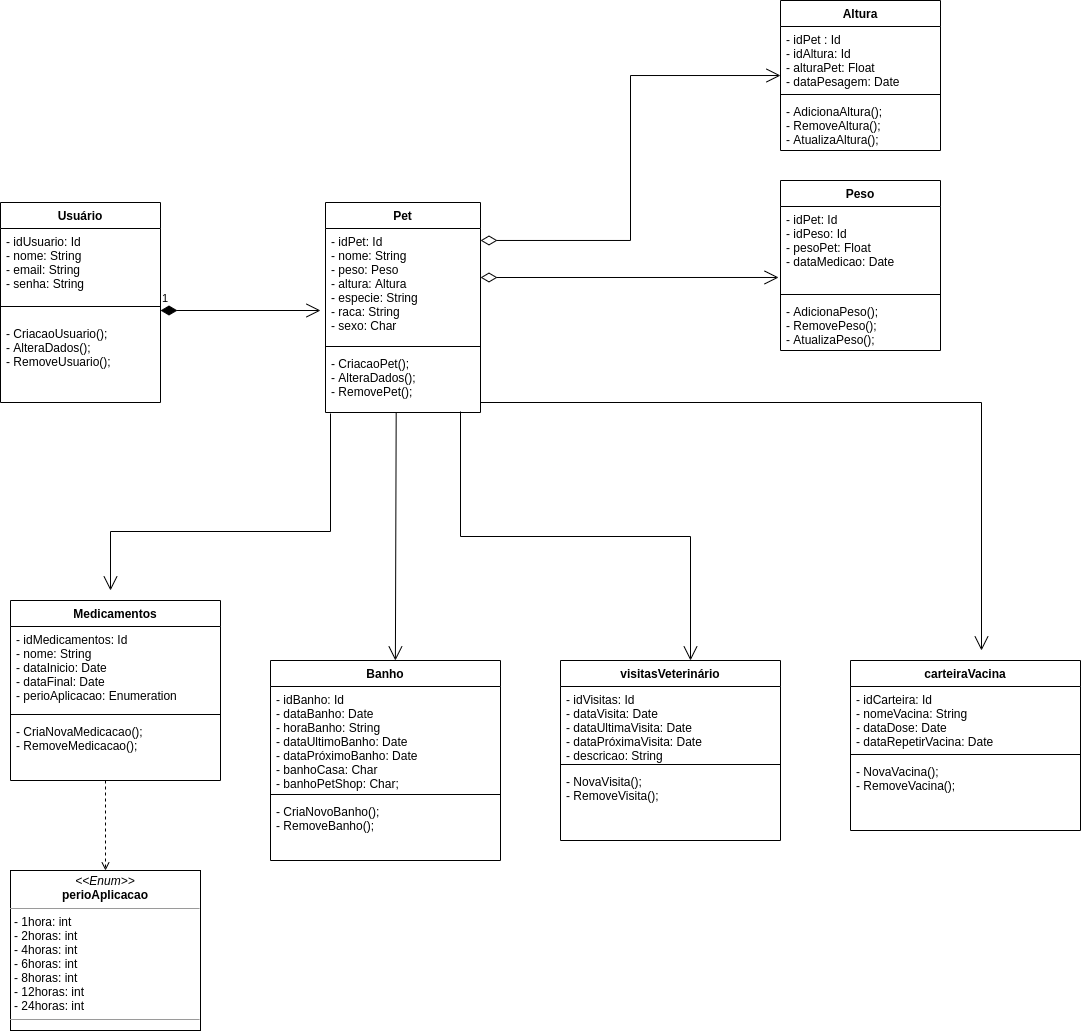 Altura
- idPet : Id
- idAltura: Id
- alturaPet: Float
- dataPesagem: Date
- AdicionaAltura();
- RemoveAltura();
- AtualizaAltura();
Peso
- idPet: Id
- idPeso: Id
- pesoPet: Float
- dataMedicao: Date
- AdicionaPeso();
- RemovePeso();
- AtualizaPeso();
Usuário
- idUsuario: Id
- nome: String
- email: String
- senha: String
- CriacaoUsuario();
- AlteraDados();
- RemoveUsuario();
1
Pet
- idPet: Id
- nome: String
- peso: Peso
- altura: Altura
- especie: String
- raca: String
- sexo: Char
- CriacaoPet();
- AlteraDados();
- RemovePet();
Medicamentos
- idMedicamentos: Id
- nome: String
- dataInicio: Date
- dataFinal: Date
- perioAplicacao: Enumeration
- CriaNovaMedicacao();
- RemoveMedicacao();
Banho
- idBanho: Id
- dataBanho: Date
- horaBanho: String
- dataUltimoBanho: Date
- dataPróximoBanho: Date
- banhoCasa: Char
- banhoPetShop: Char;
- CriaNovoBanho();
- RemoveBanho();
visitasVeterinário
- idVisitas: Id
- dataVisita: Date
- dataUltimaVisita: Date
- dataPróximaVisita: Date
- descricao: String
- NovaVisita();
- RemoveVisita();
carteiraVacina
- idCarteira: Id
- nomeVacina: String
- dataDose: Date
- dataRepetirVacina: Date
- NovaVacina();
- RemoveVacina();
<<Enum>>
perioAplicacao
- 1hora: int
- 2horas: int
- 4horas: int
- 6horas: int
- 8horas: int
- 12horas: int
- 24horas: int